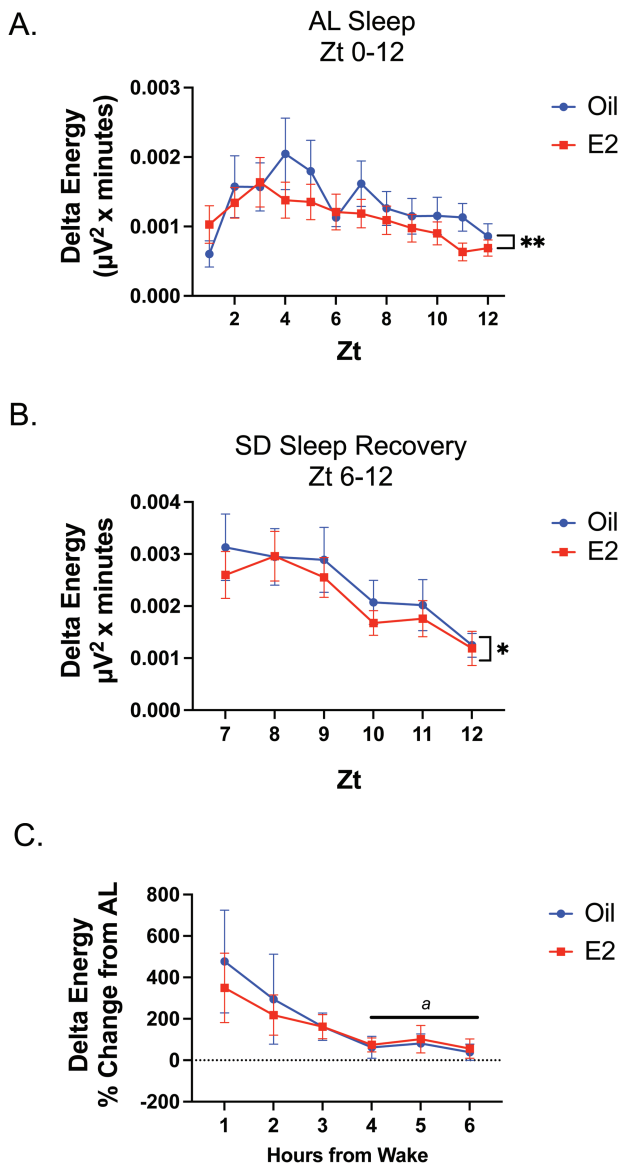 A.
AL Sleep
Zt 0-12
Delta Energy
(µV² x minutes)
0.003
0.002
0.001
0.000
2
4
6
8
10
12
Zt
Oil
E2
**
B.
SD Sleep Recovery
Zt 6-12
Delta Energy
µV² x minutes
0.004
0.003
0.002
0.001
0.000
7
8
9
10
11
12
Zt
Oil
E2
*
C.
Delta Energy
% Change from AL
800
600
400
200
0
-200
1
2
3
4
5
6
Hours from Wake
a
Oil
E2